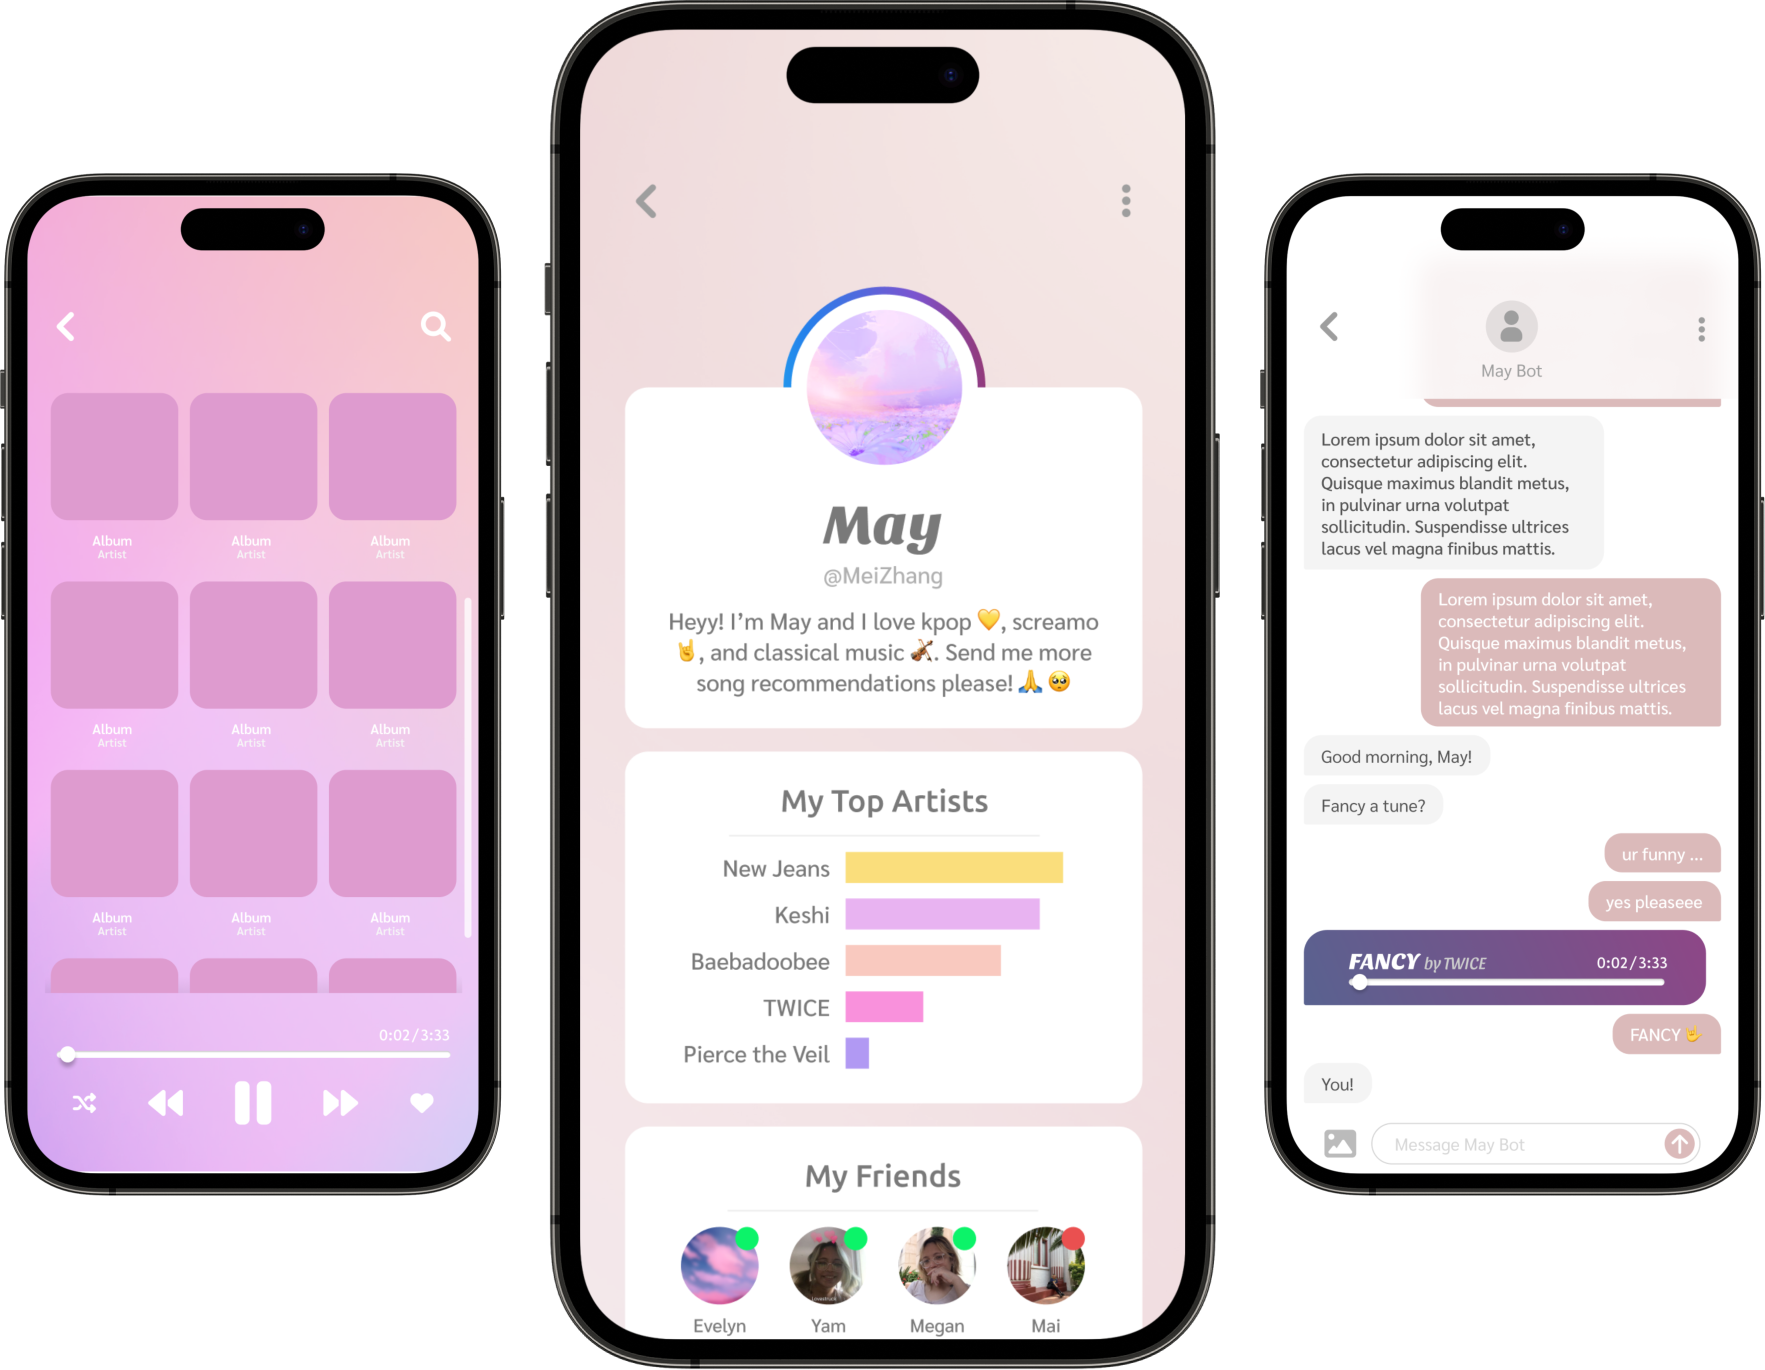 Album Album Album
Artist Artist Artist
Album Album Album
Artist Artist Artist
Album Album Album
Artist Artist Artist
0:02/3:33
May
@MeiZhang
Heyy! I’m May and I love kpop 💛, screamo
🤘, and classical music 🎻. Send me more
song recommendations please! 🙏 🥺
My Top Artists
New Jeans
Keshi
Baebadoobee
TWICE
Pierce the Veil
My Friends
Lovestruck
Evelyn Yam Megan Mai
May Bot
Lorem ipsum dolor sit amet,
consectetur adipiscing elit.
Quisque maximus blandit metus,
in pulvinar urna volutpat
sollicitudin. Suspendisse ultrices
lacus vel magna finibus mattis.
Lorem ipsum dolor sit amet,
consectetur adipiscing elit.
Quisque maximus blandit metus,
in pulvinar urna volutpat
sollicitudin. Suspendisse ultrices
lacus vel magna finibus mattis.
Good morning, May!
Fancy a tune?
ur funny ...
yes pleaseee
FANCY by TWICE 0:02/3:33
FANCY 🤟
You!
Message May Bot